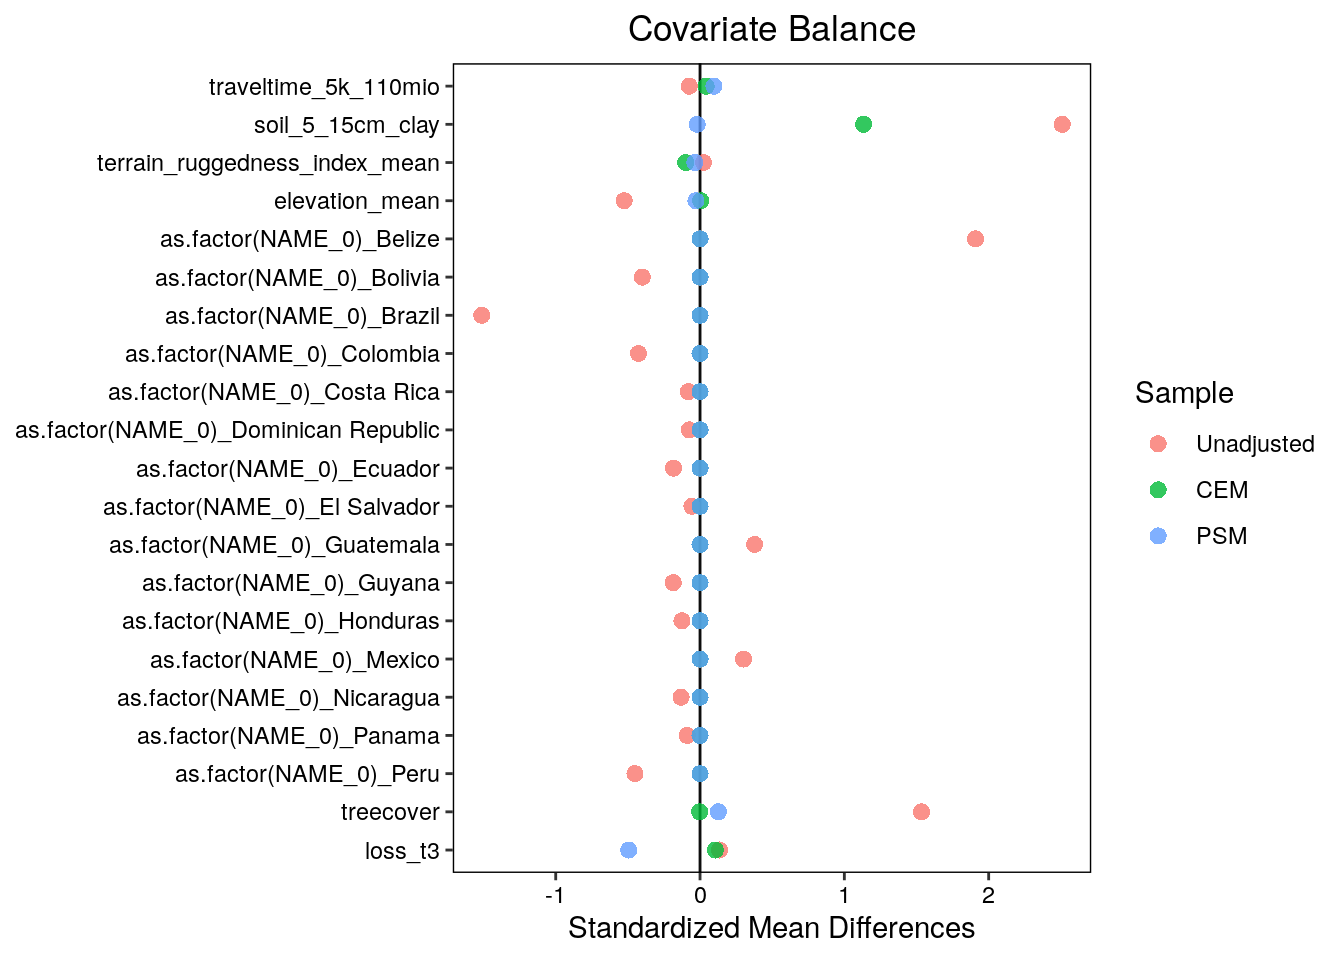 Covariate Balance
traveltime_5k_110mio
soil_5_15cm_clay
terrain_ruggedness_index_mean
elevation_mean
as.factor(NAME_0)_Belize
as.factor(NAME_0)_Bolivia
as.factor(NAME_0)_Brazil
as.factor(NAME_0)_Colombia
as.factor(NAME_0)_Costa Rica
as.factor(NAME_0)_Dominican Republic
as.factor(NAME_0)_Ecuador
as.factor(NAME_0)_El Salvador
as.factor(NAME_0)_Guatemala
as.factor(NAME_0)_Guyana
as.factor(NAME_0)_Honduras
as.factor(NAME_0)_Mexico
as.factor(NAME_0)_Nicaragua
as.factor(NAME_0)_Panama
as.factor(NAME_0)_Peru
treecover
loss_t3
-1 0 1 2
Standardized Mean Differences
Sample
Unadjusted
CEM
PSM